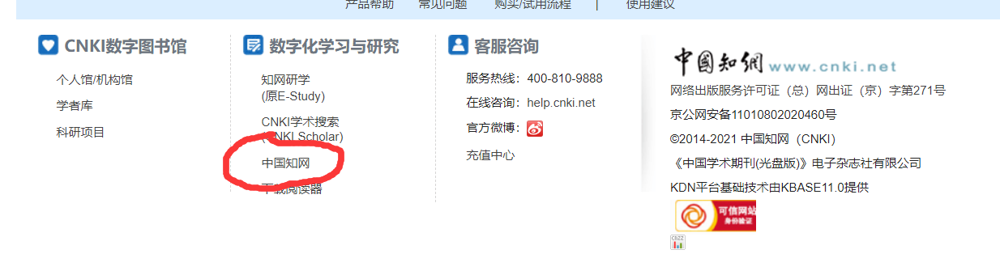 产品帮助 常见问题 购买/试用流程 | 使用建议
CNKI数字图书馆
个人馆/机构馆
学者库
科研项目
数字化学习与研究
知网研学
(原E-Study)
CNKI学术搜索
(CNKI Scholar)
中国知网
下载阅读器
客服咨询
服务热线：400-810-9888
在线咨询：help.cnki.net
官方微博：
充值中心
中國知網 www.cnki.net
网络出版服务许可证（总）网出证（京）字第271号
京公网安备11010802020460号
©2014-2021 中国知网（CNKI）
《中国学术期刊(光盘版)》电子杂志社有限公司
KDN平台基础技术由KBASE11.0提供
可信网站
身份验证
CNZZ